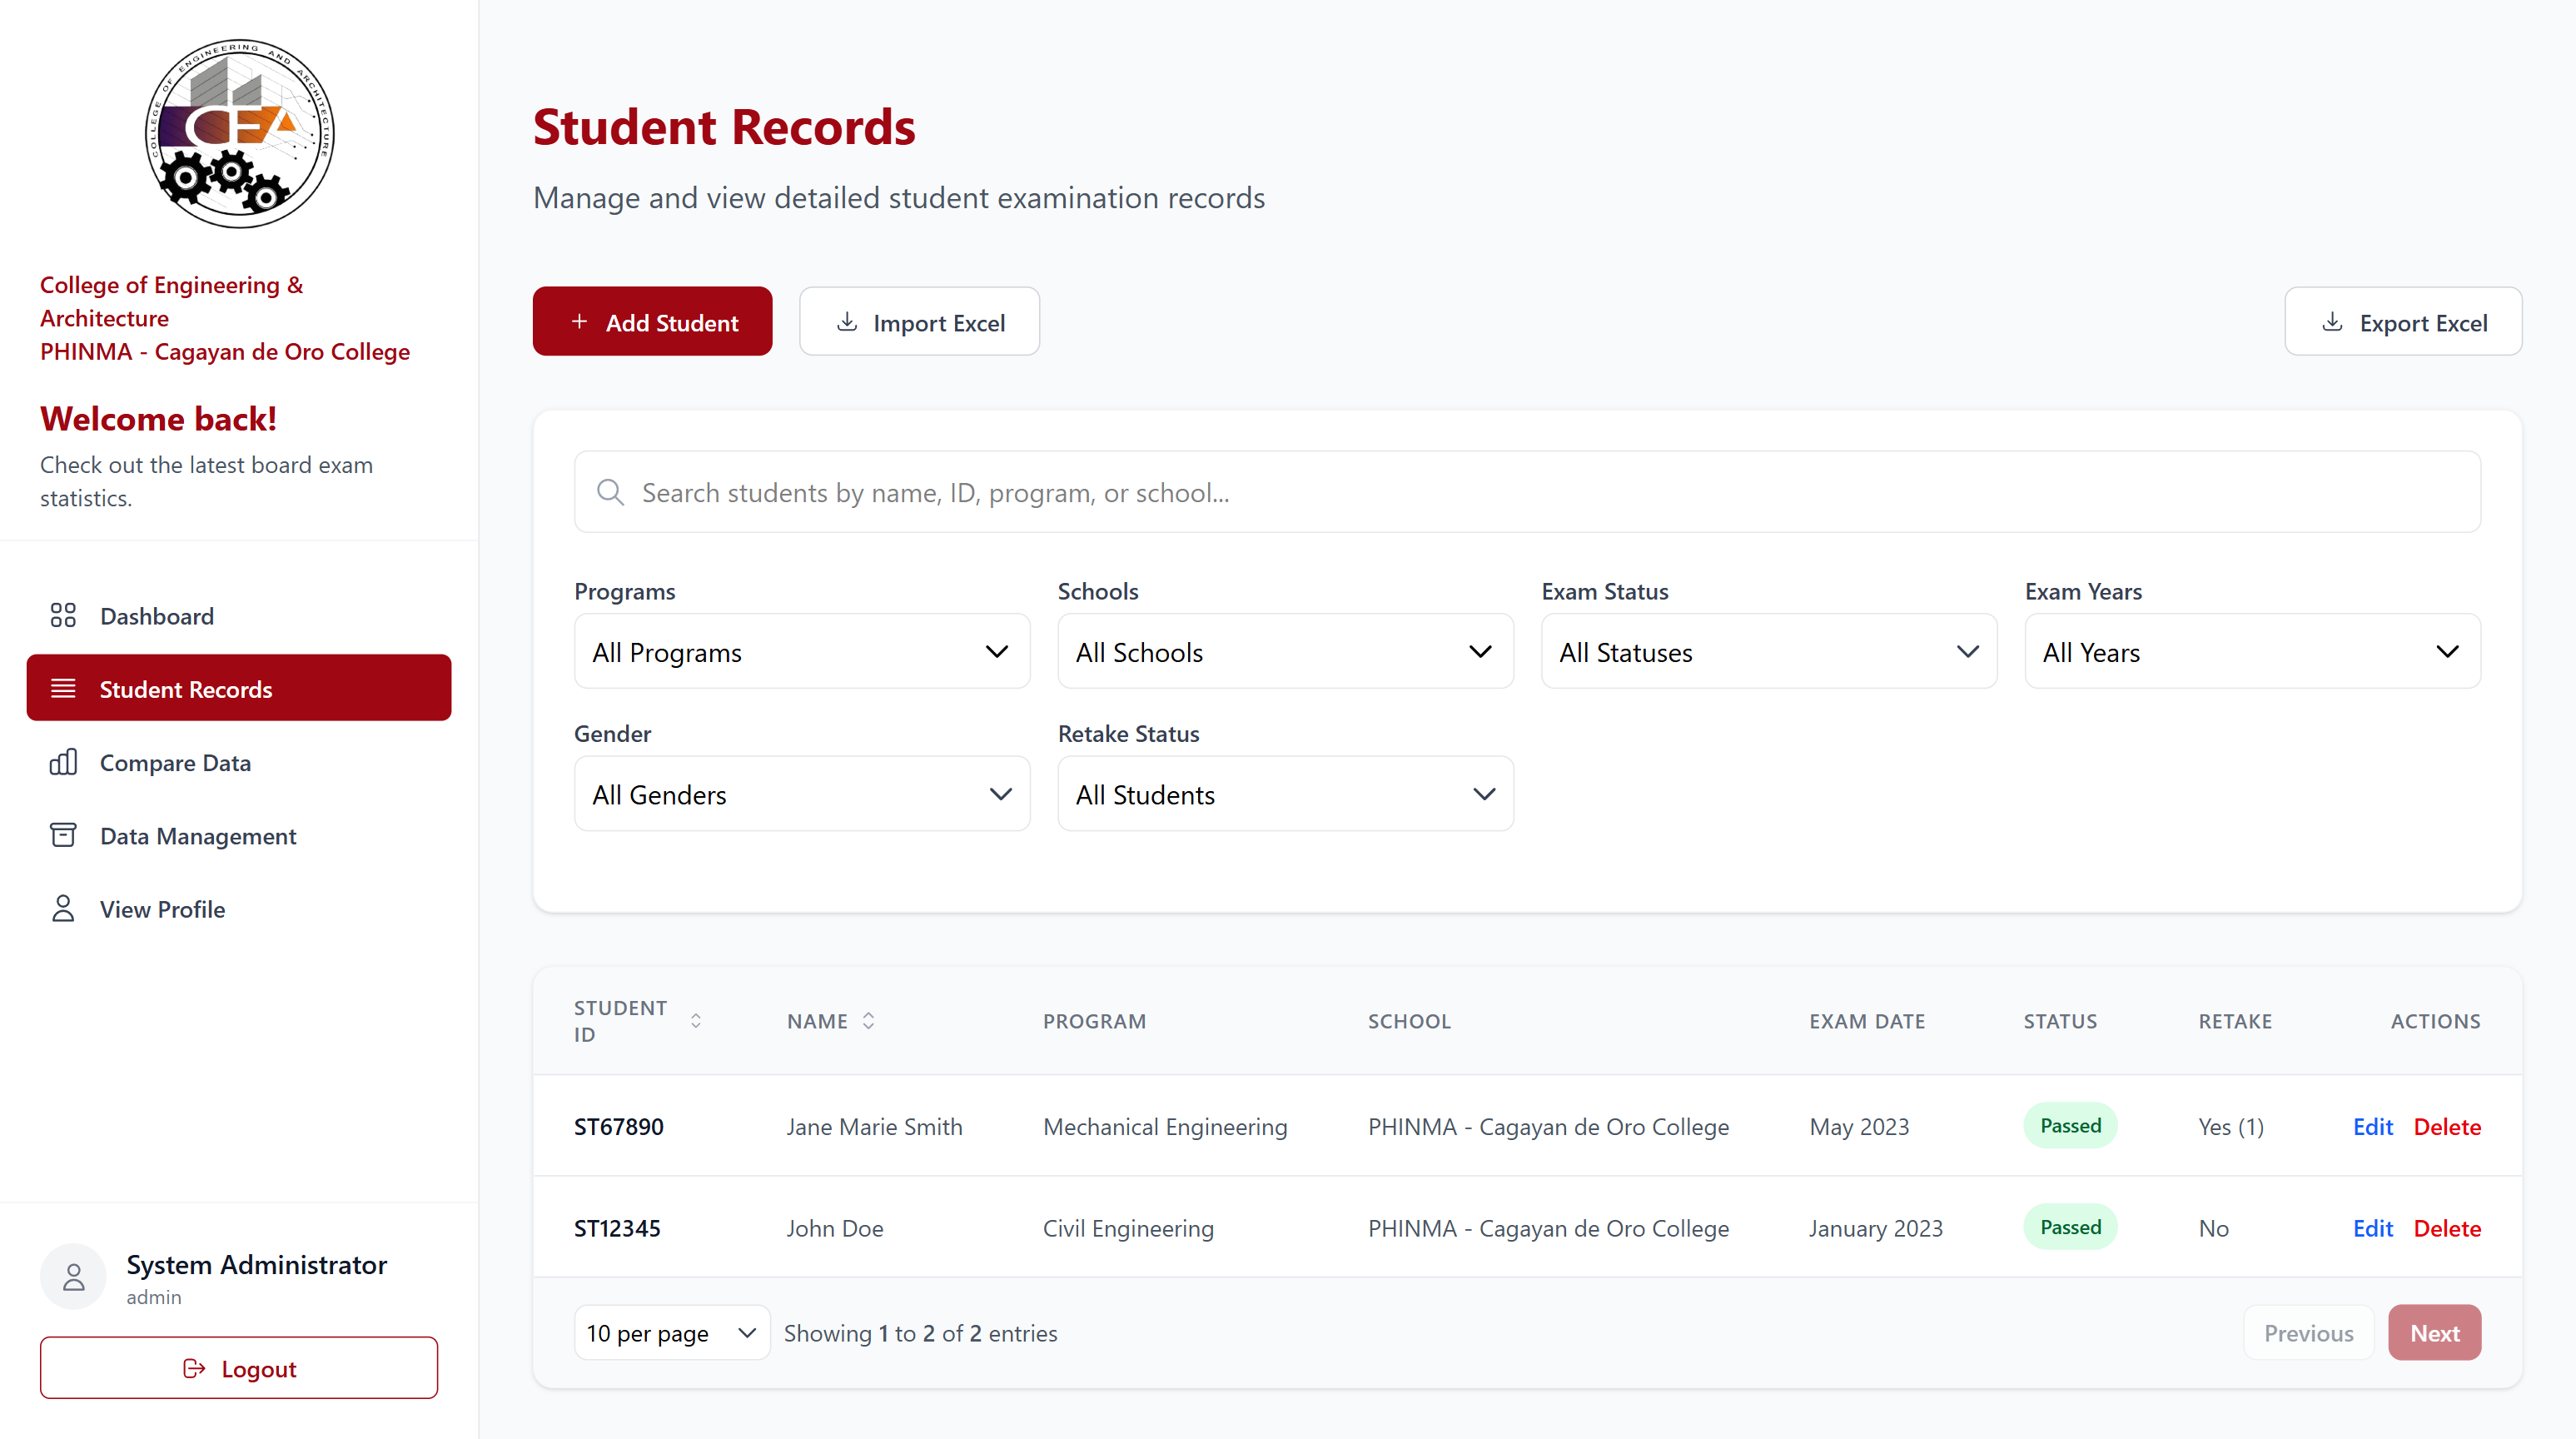 COLLEGE OF ENGINEERING AND ARCHITECTURE
CEA
College of Engineering &
Architecture
PHINMA - Cagayan de Oro College
Welcome back!
Check out the latest board exam
statistics.
Dashboard
Student Records
Compare Data
Data Management
View Profile
System Administrator
admin
Logout
Student Records
Manage and view detailed student examination records
Add Student
Import Excel
Export Excel
Search students by name, ID, program, or school...
Programs
Schools
Exam Status
Exam Years
All Programs
All Schools
All Statuses
All Years
Gender
Retake Status
All Genders
All Students
STUDENT
ID
NAME
PROGRAM
SCHOOL
EXAM DATE
STATUS
RETAKE
ACTIONS
ST67890
Jane Marie Smith
Mechanical Engineering
PHINMA - Cagayan de Oro College
May 2023
Passed
Yes (1)
Edit
Delete
ST12345
John Doe
Civil Engineering
PHINMA - Cagayan de Oro College
January 2023
Passed
No
Edit
Delete
10 per page
Showing 1 to 2 of 2 entries
Previous
Next